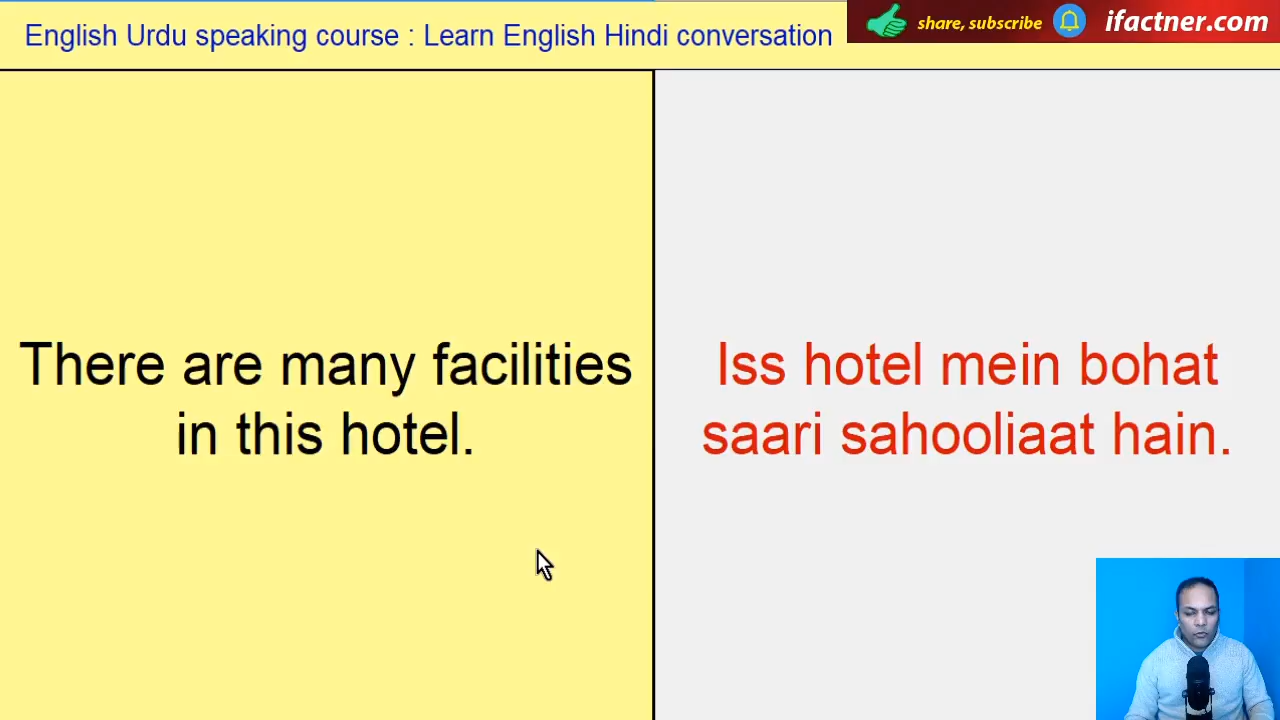 English Urdu speaking course : Learn English Hindi conversation
share, subscribe
ifactner.com
There are many facilities
in this hotel.
Iss hotel mein bohat
saari sahooliaat hain.